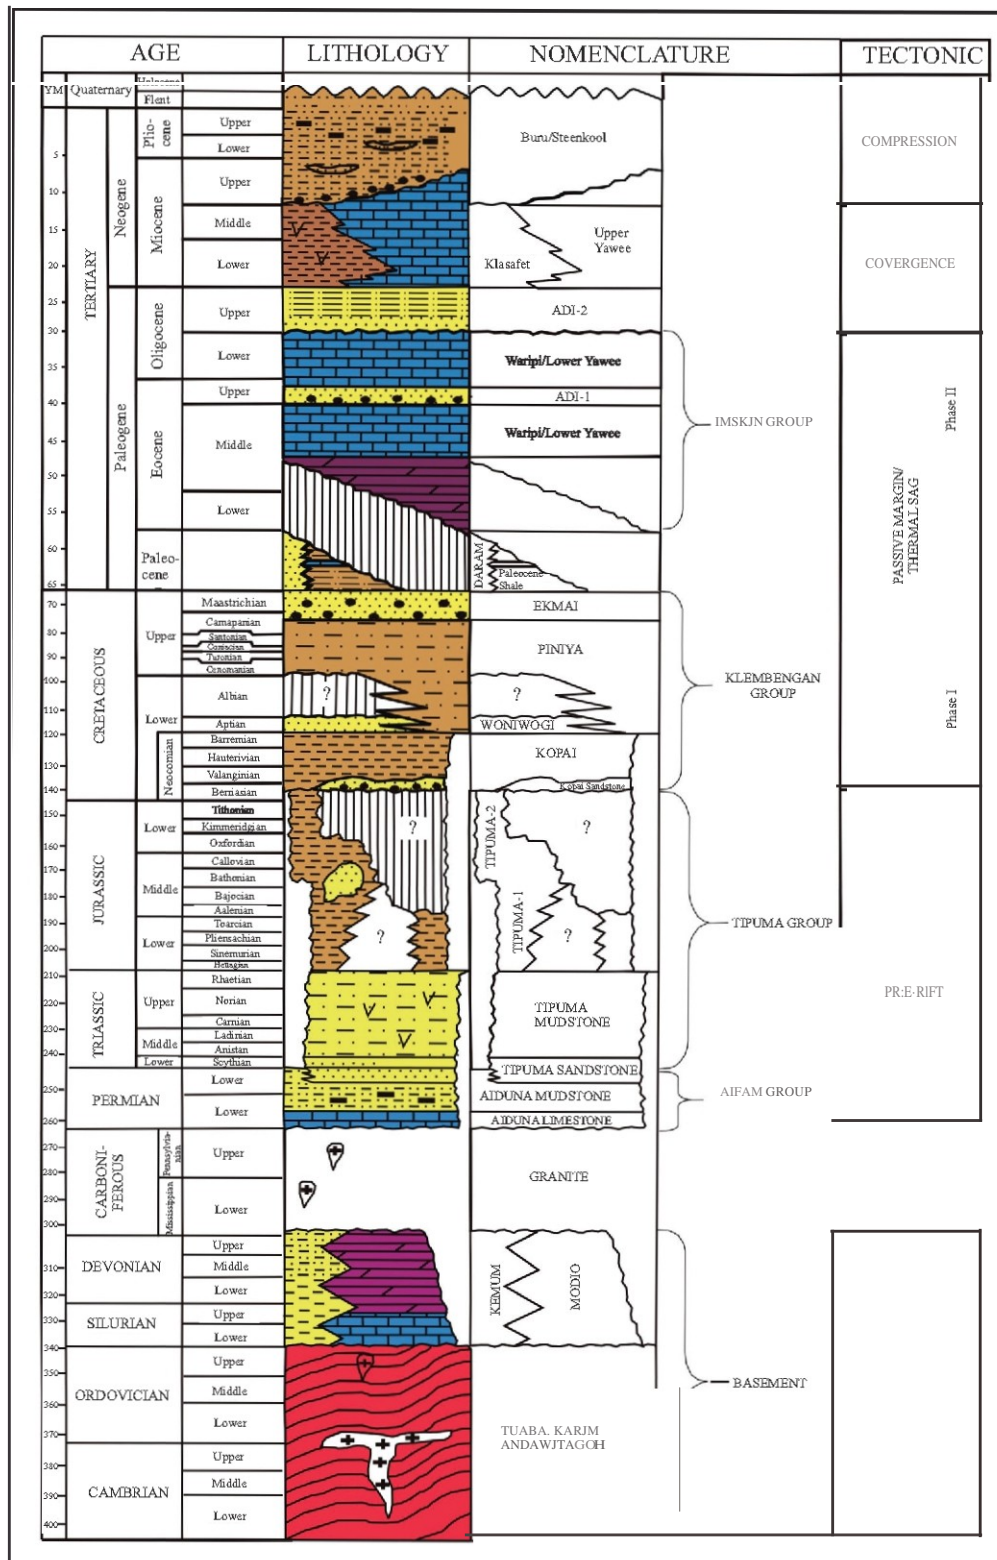 AGE
LITHOLOGY
NOMENCLATURE
TECTONIC
YM
Quaternary
Flent
TERTIARY
Neogene
Plio-
cene
Upper
Lower
Miocene
Upper
Middle
Lower
Paleogene
Oligocene
Upper
Lower
Eocene
Upper
Middle
Lower
Paleo-
cene
CRETACEOUS
Upper
Maastrichian
Camaparian
Santonian
Turonian
Cenomanian
Lower
Albian
Aptian
Neocomian
Barremian
Hauterivian
Valanginian
Berriasian
JURASSIC
Lower
Tithonian
Kimmeridgian
Oxfordian
Middle
Callovian
Bathonian
Bajocian
Aalenian
Lower
Toarcian
Pliensachian
Sinemurian
TRIASSIC
Upper
Rhaetian
Norian
Carnian
Middle
Ladinian
Anistan
Lower
Scythian
PERMIAN
Lower
Lower
CARBONI-
FEROUS
Pennsylva-
nian
Upper
Mississippian
Lower
DEVONIAN
Upper
Middle
Lower
SILURIAN
Upper
Lower
ORDOVICIAN
Upper
Middle
Lower
CAMBRIAN
Upper
Middle
Lower
5
10
15
20
25
30
35
40
45
50
55
60
65
70
80
90
100
110
120
130
140
150
160
170
180
190
200
210
220
230
240
250
260
270
280
290
300
310
320
330
340
350
360
370
380
390
400
?
?
?
Buru/Steenkool
Klasafet
Upper
Yawee
ADI-2
Waripi/Lower Yawee
ADI-1
Waripi/Lower Yawee
DARAM
Paleocene
Shale
EKMAI
PINIYA
?
WONIWOGI
KOPAI
Kopai Sandstone
TIPUMA-2
?
TIPUMA-1
?
TIPUMA
MUDSTONE
TIPUMA SANDSTONE
AIDUNA MUDSTONE
AIDUNA LIMESTONE
GRANITE
KEMUM
MODIO
TUABA. KARJM
ANDAWJTAGOH
IMSKJN GROUP
KLEMBENGAN
GROUP
TIPUMA GROUP
AIFAM GROUP
BASEMENT
COMPRESSION
COVERGENCE
PASSIVE MARGIN/
THERMAL SAG
Phase II
Phase I
PR:E·RIFT